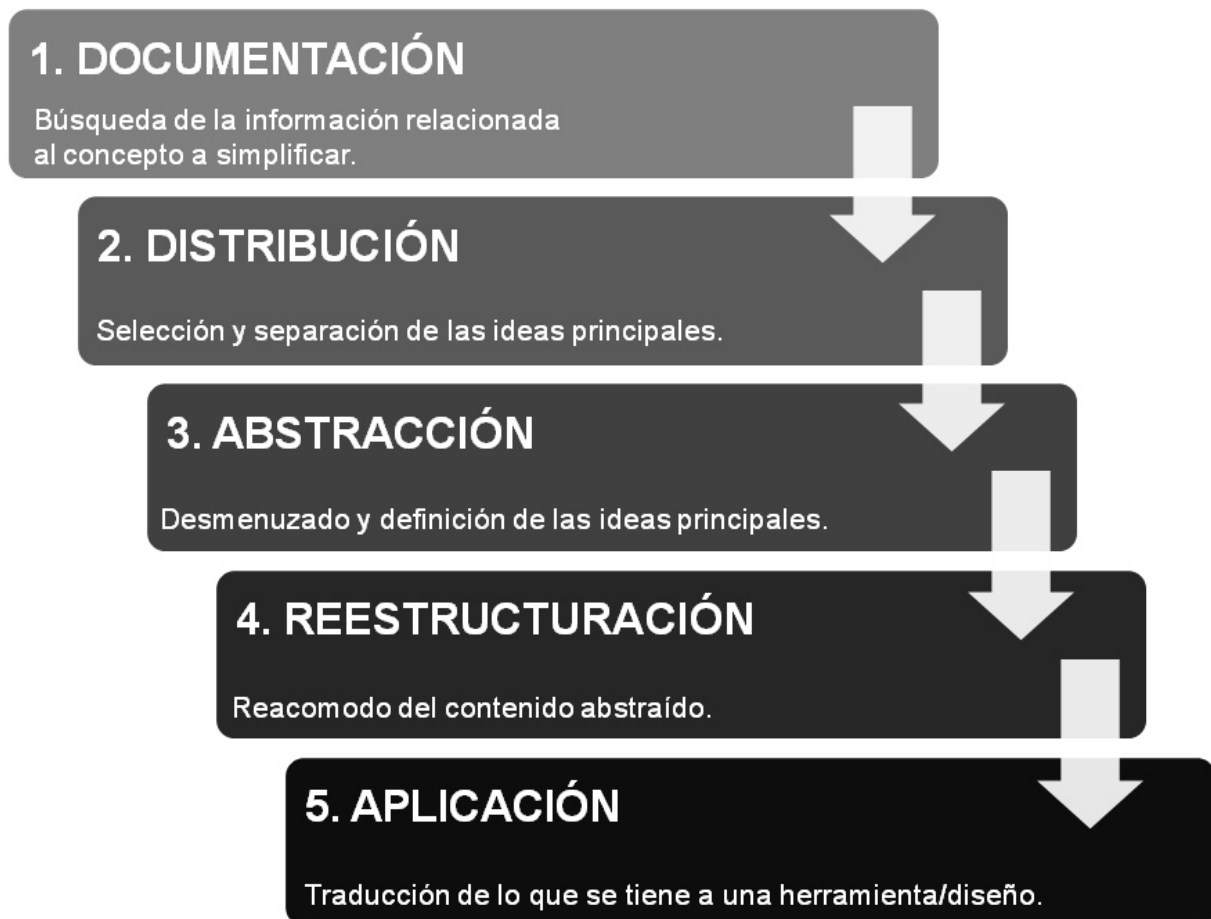 1. DOCUMENTACIÓN
Búsqueda de la información relacionada
al concepto a simplificar.
2. DISTRIBUCIÓN
Selección y separación de las ideas principales.
3. ABSTRACCIÓN
Desmenuzado y definición de las ideas principales.
4. REESTRUCTURACIÓN
Reacomodo del contenido abstraído.
5. APLICACIÓN
Traducción de lo que se tiene a una herramienta/diseño.